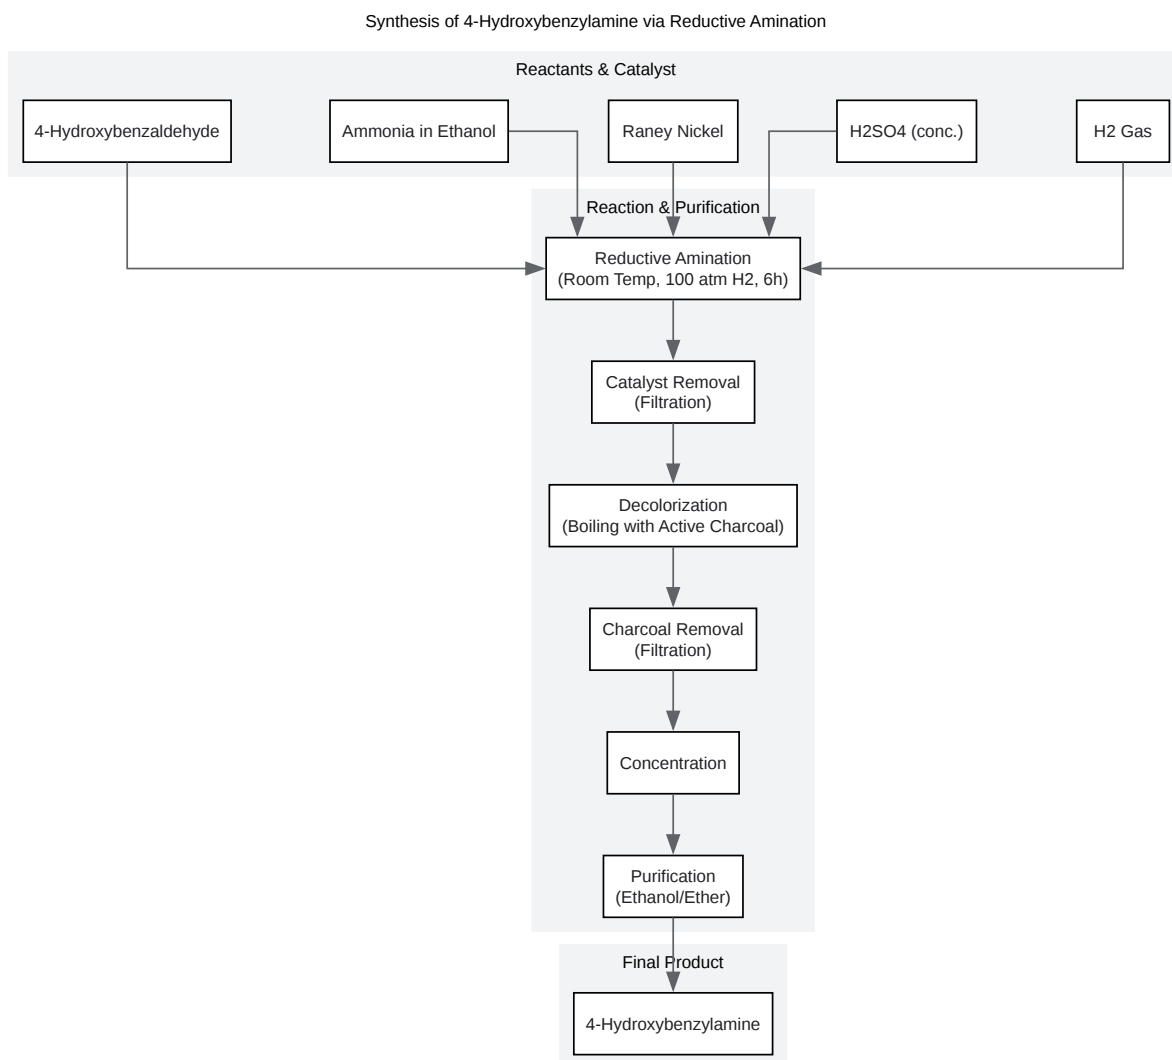 Synthesis of 4-Hydroxybenzylamine via Reductive Amination
Reactants & Catalyst
4-Hydroxybenzaldehyde
Ammonia in Ethanol
Raney Nickel
H2SO4 (conc.)
H2 Gas
Reaction & Purification
Reductive Amination
(Room Temp, 100 atm H2, 6h)
Catalyst Removal
(Filtration)
Decolorization
(Boiling with Active Charcoal)
Charcoal Removal
(Filtration)
Concentration
Purification
(Ethanol/Ether)
Final Product
4-Hydroxybenzylamine